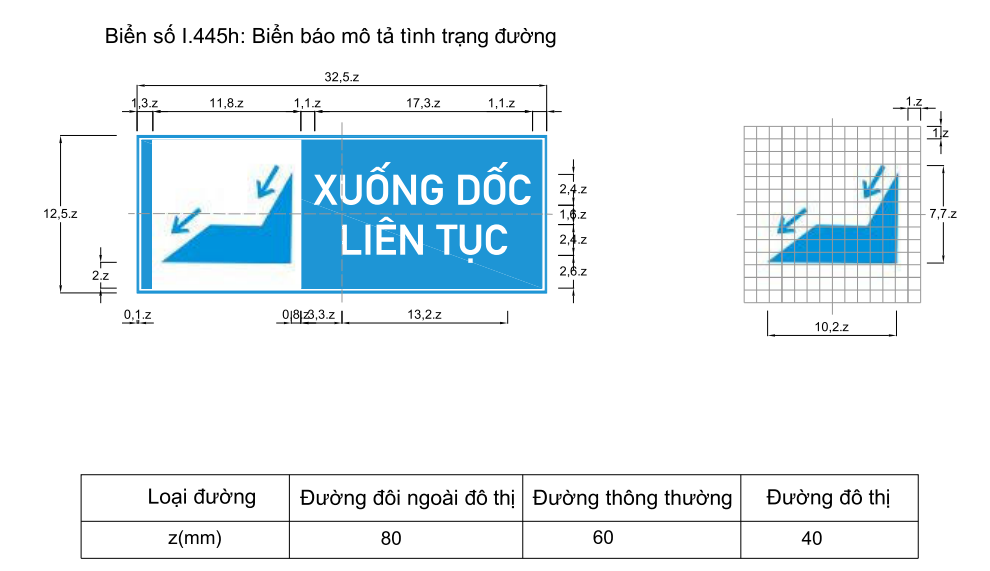 Biển số I.445h: Biển báo mô tả tình trạng đường
32,5.z
1,3.z 11,8.z 1,1.z 17,3.z 1,1.z
1.z
1.z
XUỐNG DỐC
LIÊN TỤC
12,5.z
2.z
2,4.z
1,6.z
2,4.z
2,6.z
7,7.z
0,1.z 0,8.z 3,3.z 13,2.z
10,2.z
Loại đường Đường đôi ngoài đô thị Đường thông thường Đường đô thị
z(mm) 80 60 40